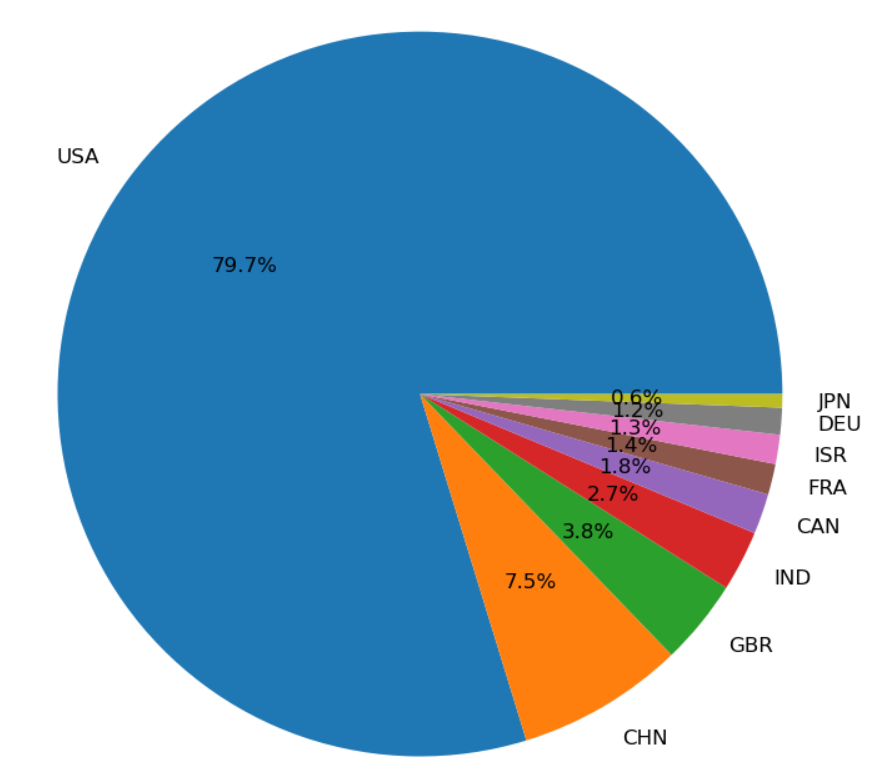 USA
79.7%
0.6%
JPN
1.2%
DEU
1.3%
ISR
1.4%
FRA
1.8%
CAN
2.7%
IND
3.8%
GBR
7.5%
CHN